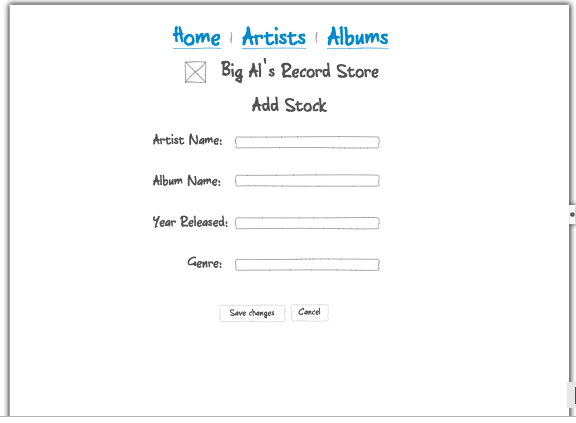 Home | Artists | Albums
Big Al's Record Store
Add Stock
Artist Name:
Album Name:
Year Released:
Genre:
Save changes Cancel